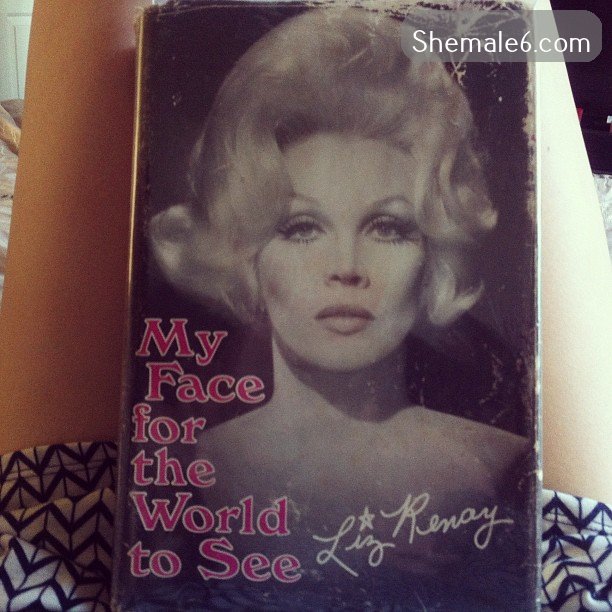 Shemale6.com
My
Face
for
the
World
to See
Liz Renay